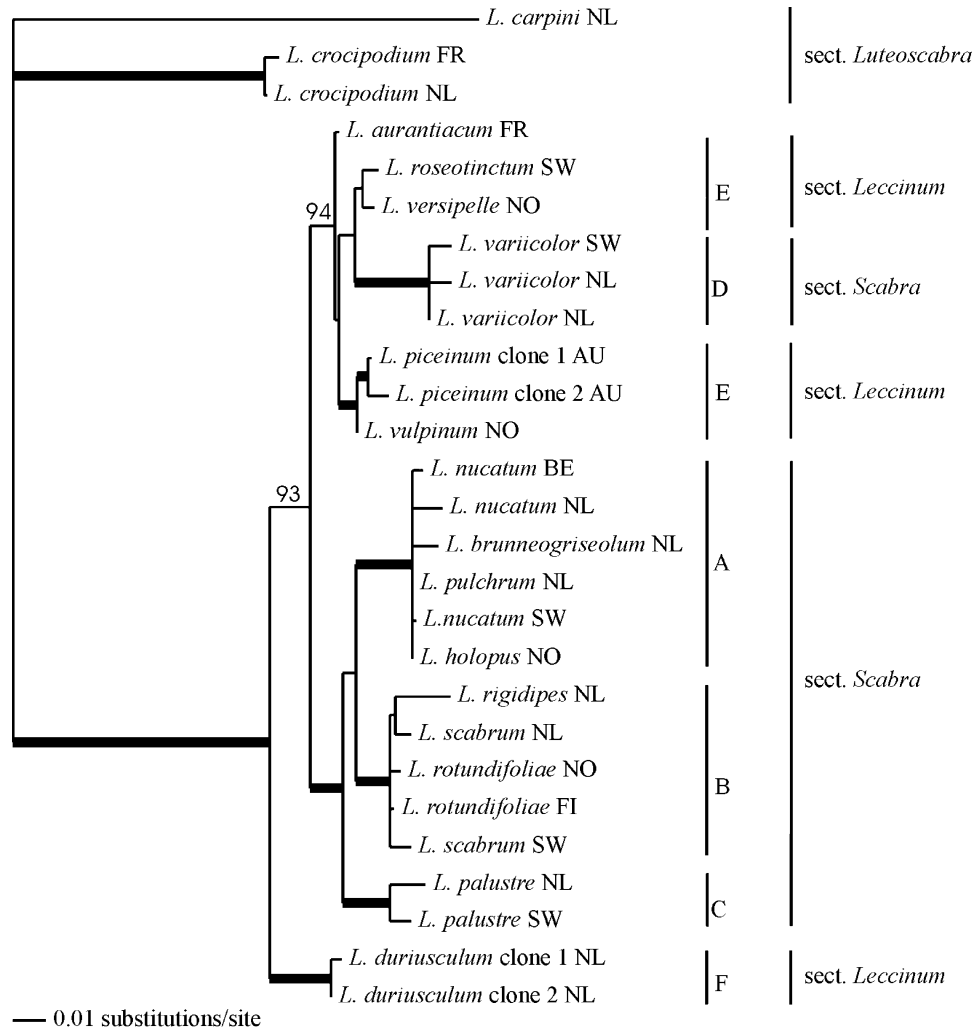 L. carpini NL
L. crocipodium FR
sect. Luteoscabra
L. crocipodium NL
L. aurantiacum FR
L. roseotinctum SW
E
sect. Leccinum
94
L. versipelle NO
L. variicolor SW
L. variicolor NL
D
sect. Scabra
L. variicolor NL
L. piceinum clone 1 AU
L. piceinum clone 2 AU
E
sect. Leccinum
L. vulpinum NO
L. nucatum BE
93
L. nucatum NL
L. brunneogriseolum NL
A
L. pulchrum NL
L.nucatum SW
L. holopus NO
sect. Scabra
L. rigidipes NL
L. scabrum NL
L. rotundifoliae NO
B
L. rotundifoliae FI
L. scabrum SW
L. palustre NL
C
L. palustre SW
L. duriusculum clone 1 NL
F
sect. Leccinum
L. duriusculum clone 2 NL
0.01 substitutions/site